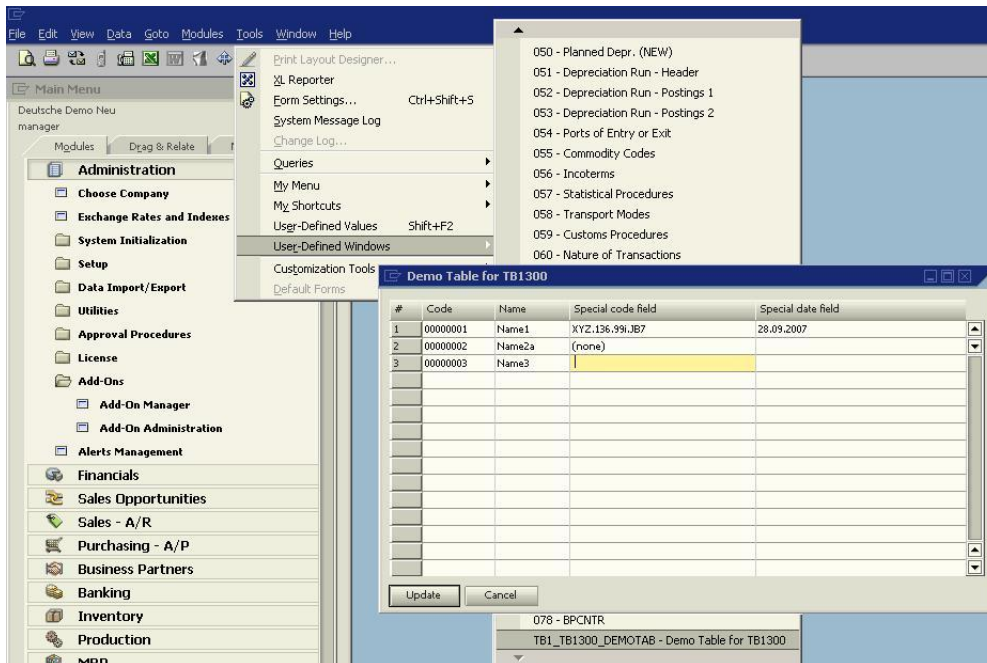 File Edit View Data Goto Modules Tools Window Help
Main Menu
Deutsche Demo Neu
manager
Modules Drag & Relate
Administration
Choose Company
Exchange Rates and Indexes
System Initialization
Setup
Data Import/Export
Utilities
Approval Procedures
License
Add-Ons
Add-On Manager
Add-On Administration
Alerts Management
Financials
Sales Opportunities
Sales - A/R
Purchasing - A/P
Business Partners
Banking
Inventory
Production
MRP
Print Layout Designer...
XL Reporter
Form Settings... Ctrl+Shift+S
System Message Log
Change Log...
Queries
My Menu
My Shortcuts
User-Defined Values Shift+F2
User-Defined Windows
Customization Tools
Default Forms
050 - Planned Depr. (NEW)
051 - Depreciation Run - Header
052 - Depreciation Run - Postings 1
053 - Depreciation Run - Postings 2
054 - Ports of Entry or Exit
055 - Commodity Codes
056 - Incoterms
057 - Statistical Procedures
058 - Transport Modes
059 - Customs Procedures
060 - Nature of Transactions
Demo Table for TB1300
# Code Name Special code field Special date field
1 00000001 Name1 XYZ.136.99i.JB7 28.09.2007
2 00000002 Name2a (none)
3 00000003 Name3
Update Cancel
078 - BPCNTR
TB1_TB1300_DEMOTAB - Demo Table for TB1300